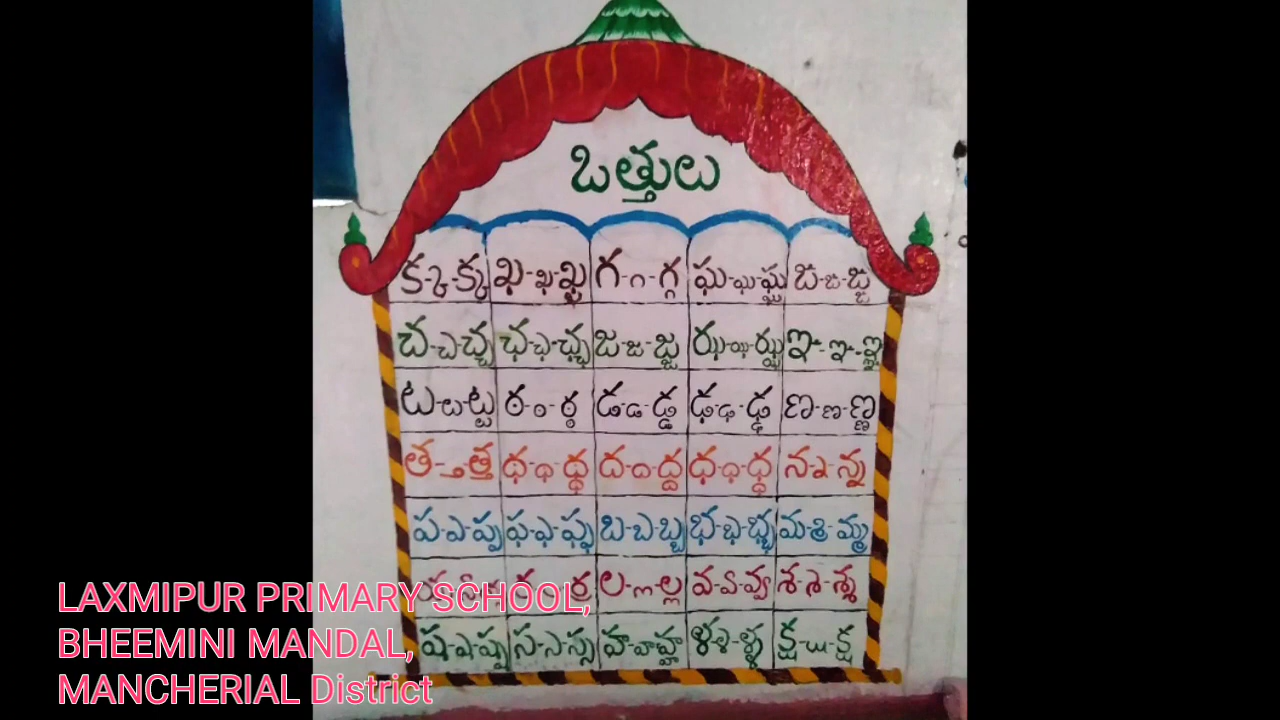 ఒత్తులు
క-్క-క్క ఖ-్ఖ-ఖ్ఖ గ-్గ-గ్గ ఘ-్ఘ-ఘ్ఘ ఙ-్ఙ-ఙ్ఙ
చ-్చ-చ్చ ఛ-్ఛ-ఛ్ఛ జ-్జ-జ్జ ఝ-్ఝ-ఝ్ఝ ఞ-్ఞ-ఞ్ఞ
ట-్ట-ట్ట ఠ-్ఠ-ఠ్ఠ డ-్డ-డ్డ ఢ-్ఢ-ఢ్ఢ ణ-్ణ-ణ్ణ
త-్త-త్త థ-్థ-థ్థ ద-్ద-ద్ద ధ-్ధ-ధ్ధ న-్న-న్న
ప-్ప-ప్ప ఫ-్ఫ-ఫ్ఫ బ-్బ-బ్బ భ-్భ-భ్భ మ-్మ-మ్మ
ల-్ల-ల్ల వ-్వ-వ్వ శ-్శ-శ్శ
ష-్ష-ష్ష స-్స-స్స హ-్హ-హ్హ ళ-్ళ-ళ్ళ క్ష-్య-క్ష
LAXMIPUR PRIMARY SCHOOL,
BHEEMINI MANDAL,
MANCHERIAL District